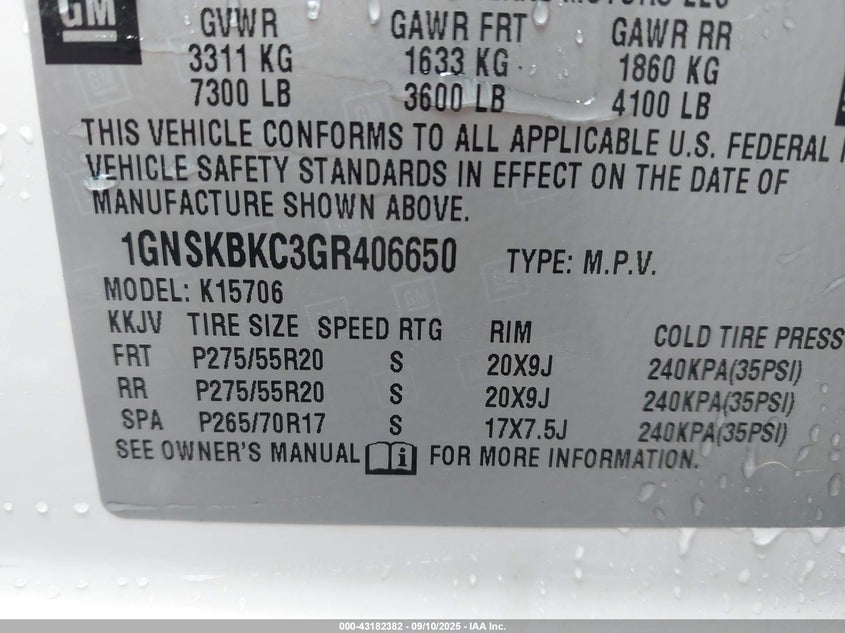 GM
GVWR GAWR FRT GAWR RR
3311 KG 1633 KG 1860 KG
7300 LB 3600 LB 4100 LB
THIS VEHICLE CONFORMS TO ALL APPLICABLE U.S. FEDERAL
VEHICLE SAFETY STANDARDS IN EFFECT ON THE DATE OF
MANUFACTURE SHOWN ABOVE.
1GNSKBKC3GR406650 TYPE: M.P.V.
MODEL: K15706
KKJV TIRE SIZE SPEED RTG RIM COLD TIRE PRESS
FRT P275/55R20 S 20X9J 240KPA(35PSI)
RR P275/55R20 S 20X9J 240KPA(35PSI)
SPA P265/70R17 S 17X7.5J 240KPA(35PSI)
SEE OWNER'S MANUAL i FOR MORE INFORMATION.
000-43182382 - 09/10/2025 - IAA Inc.